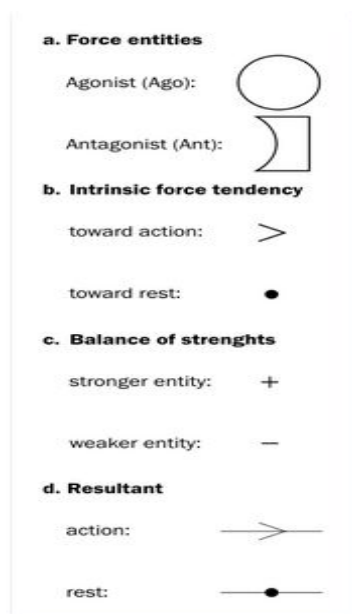 a. Force entities
Agonist (Ago):
Antagonist (Ant):
b. Intrinsic force tendency
toward action:
toward rest:
c. Balance of strenghts
stronger entity:
weaker entity:
d. Resultant
action:
rest: